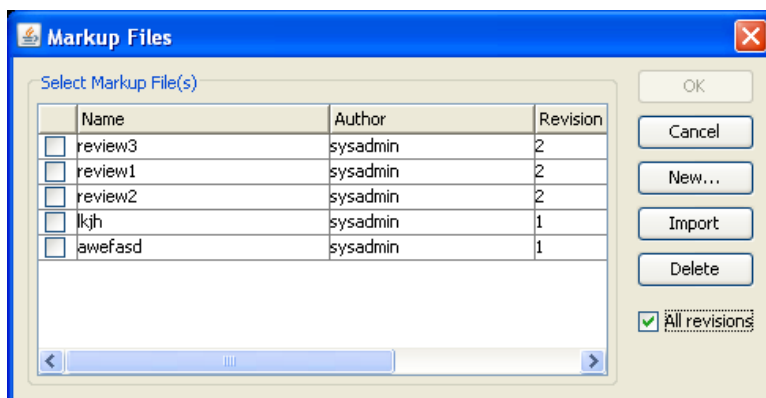 Markup Files
Select Markup File(s)
Name Author Revision
review3 sysadmin 2
review1 sysadmin 2
review2 sysadmin 2
lkjh sysadmin 1
awefasd sysadmin 1
OK
Cancel
New...
Import
Delete
All revisions